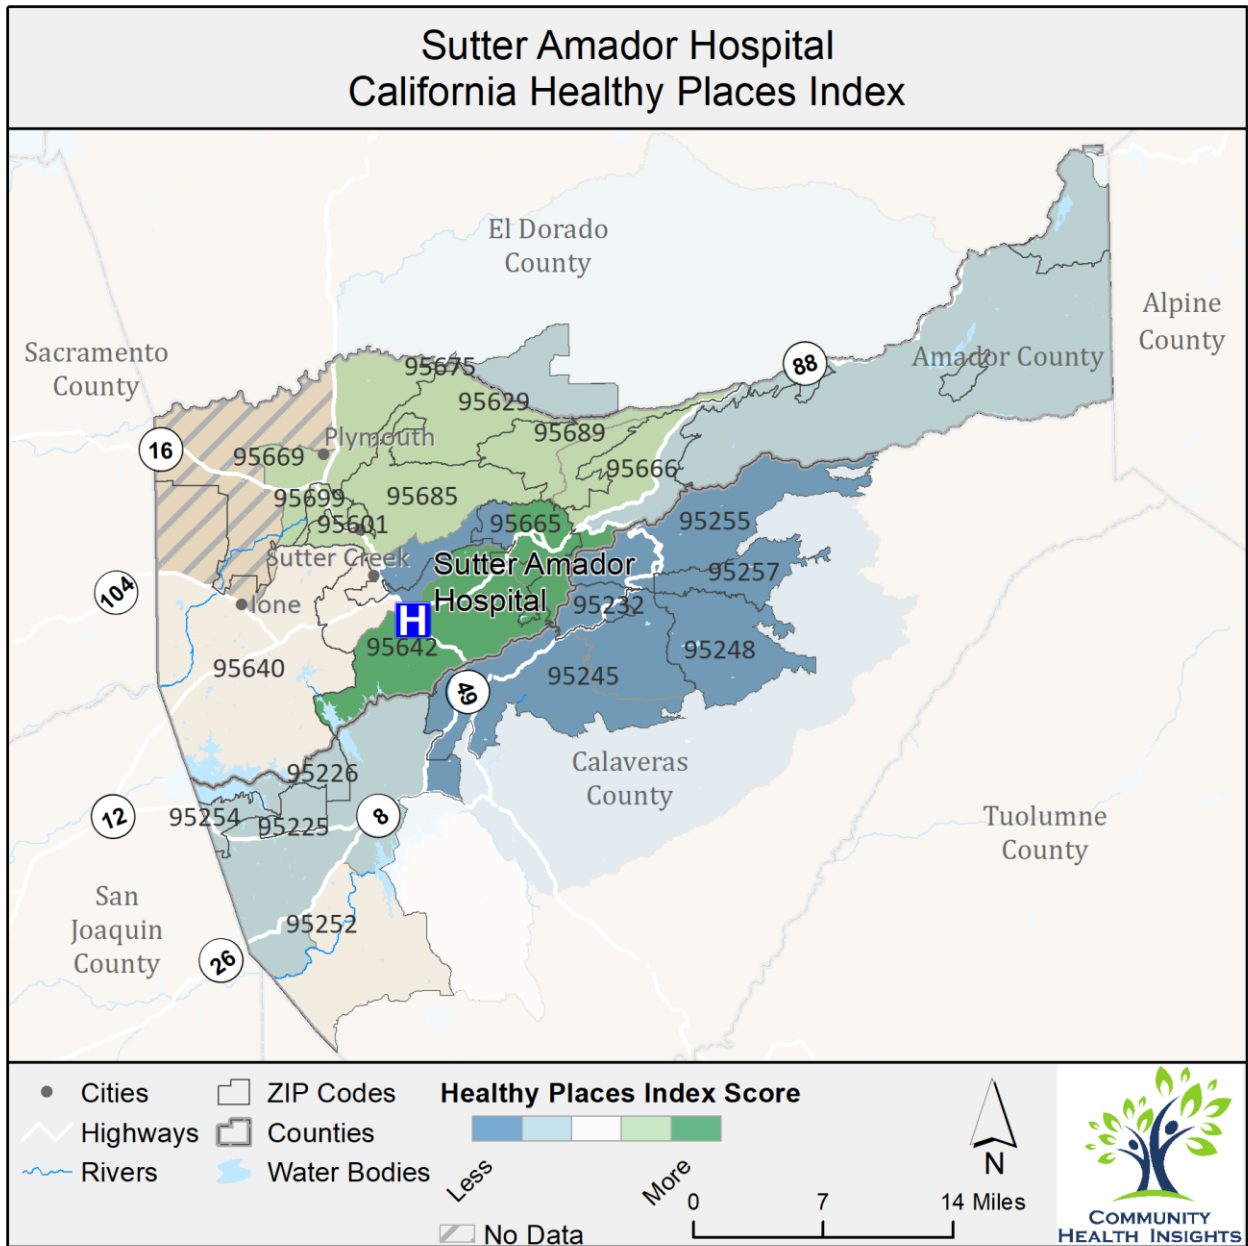 Sutter Amador Hospital
California Healthy Places Index
El Dorado
County
Alpine
County
Sacramento
County
Amador County
88
95675
95629
95689
Plymouth
16
95669
95666
95699
95685
95601
95665
95255
Sutter Creek
Sutter Amador
Hospital
95257
104
Ione
95232
H
95642
95640
95248
95245
49
Calaveras
County
95226
12
95254
95225
8
Tuolumne
County
San
Joaquin
County
95252
26
Cities
ZIP Codes
Healthy Places Index Score
Highways
Counties
Rivers
Water Bodies
Less
More
No Data
N
0 7 14 Miles
COMMUNITY
HEALTH INSIGHTS